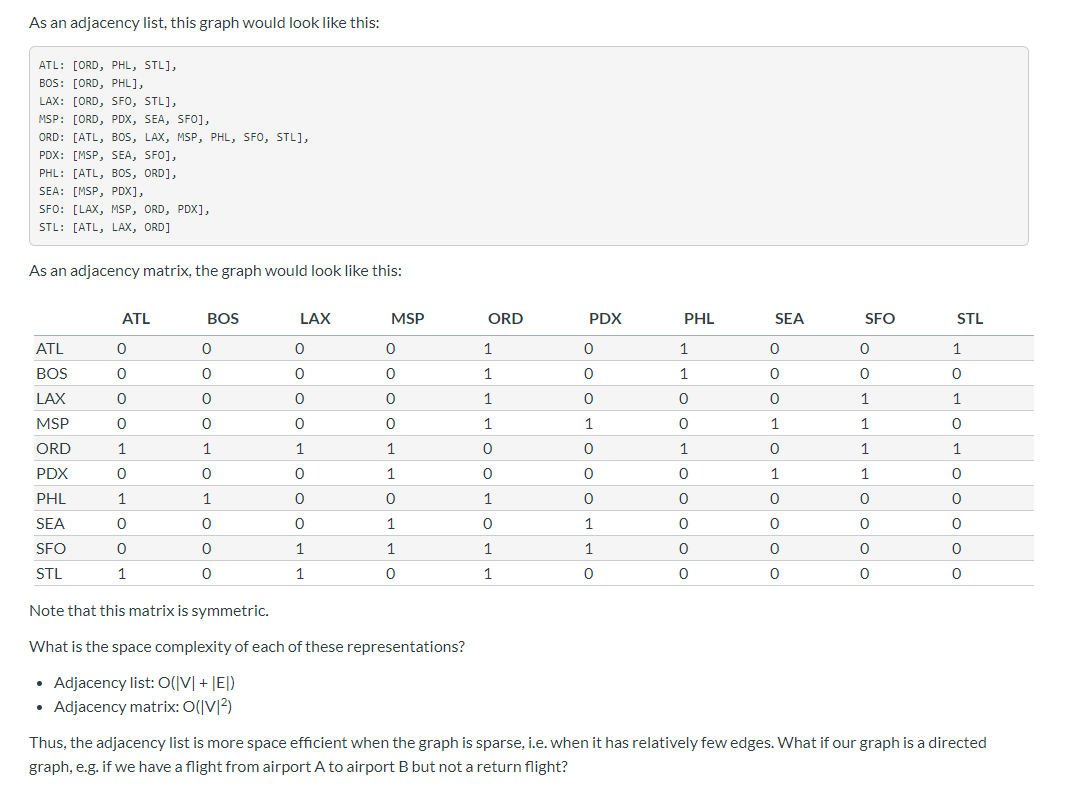 As an adjacency list, this graph would look like this:
ATL: [ORD, PHL, STL],
BOS: [ORD, PHL],
LAX: [ORD, SFO, STL],
MSP: [ORD, PDX, SEA, SFO],
ORD: [ATL, BOS, LAX, MSP, PHL, SFO, STL],
PDX: [MSP, SEA, SFO],
PHL: [ATL, BOS, ORD],
SEA: [MSP, PDX],
SFO: [LAX, MSP, ORD, PDX],
STL: [ATL, LAX, ORD]
As an adjacency matrix, the graph would look like this:
ATL BOS LAX MSP ORD PDX PHL SEA SFO STL
ATL 0 0 0 0 1 0 1 0 0 1
BOS 0 0 0 0 1 0 1 0 0 0
LAX 0 0 0 0 1 0 0 0 1 1
MSP 0 0 0 0 1 1 0 1 1 0
ORD 1 1 1 1 0 0 1 0 1 1
PDX 0 0 0 1 0 0 0 1 1 0
PHL 1 1 0 0 1 0 0 0 0 0
SEA 0 0 0 1 0 1 0 0 0 0
SFO 0 0 1 1 1 1 0 0 0 0
STL 1 0 1 0 1 0 0 0 0 0
Note that this matrix is symmetric.
What is the space complexity of each of these representations?
• Adjacency list: O(|V| + |E|)
• Adjacency matrix: O(|V|²)
Thus, the adjacency list is more space efficient when the graph is sparse, i.e. when it has relatively few edges. What if our graph is a directed
graph, e.g. if we have a flight from airport A to airport B but not a return flight?